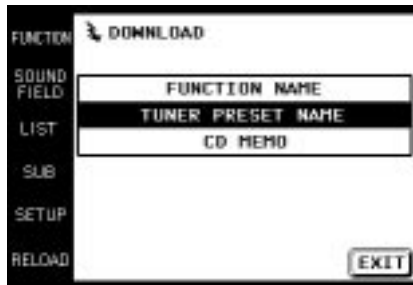 FUNCTION
SOUND
FIELD
LIST
SUB
SETUP
RELOAD
DOWNLOAD
FUNCTION NAME
TUNER PRESET NAME
CD MEMO
EXIT